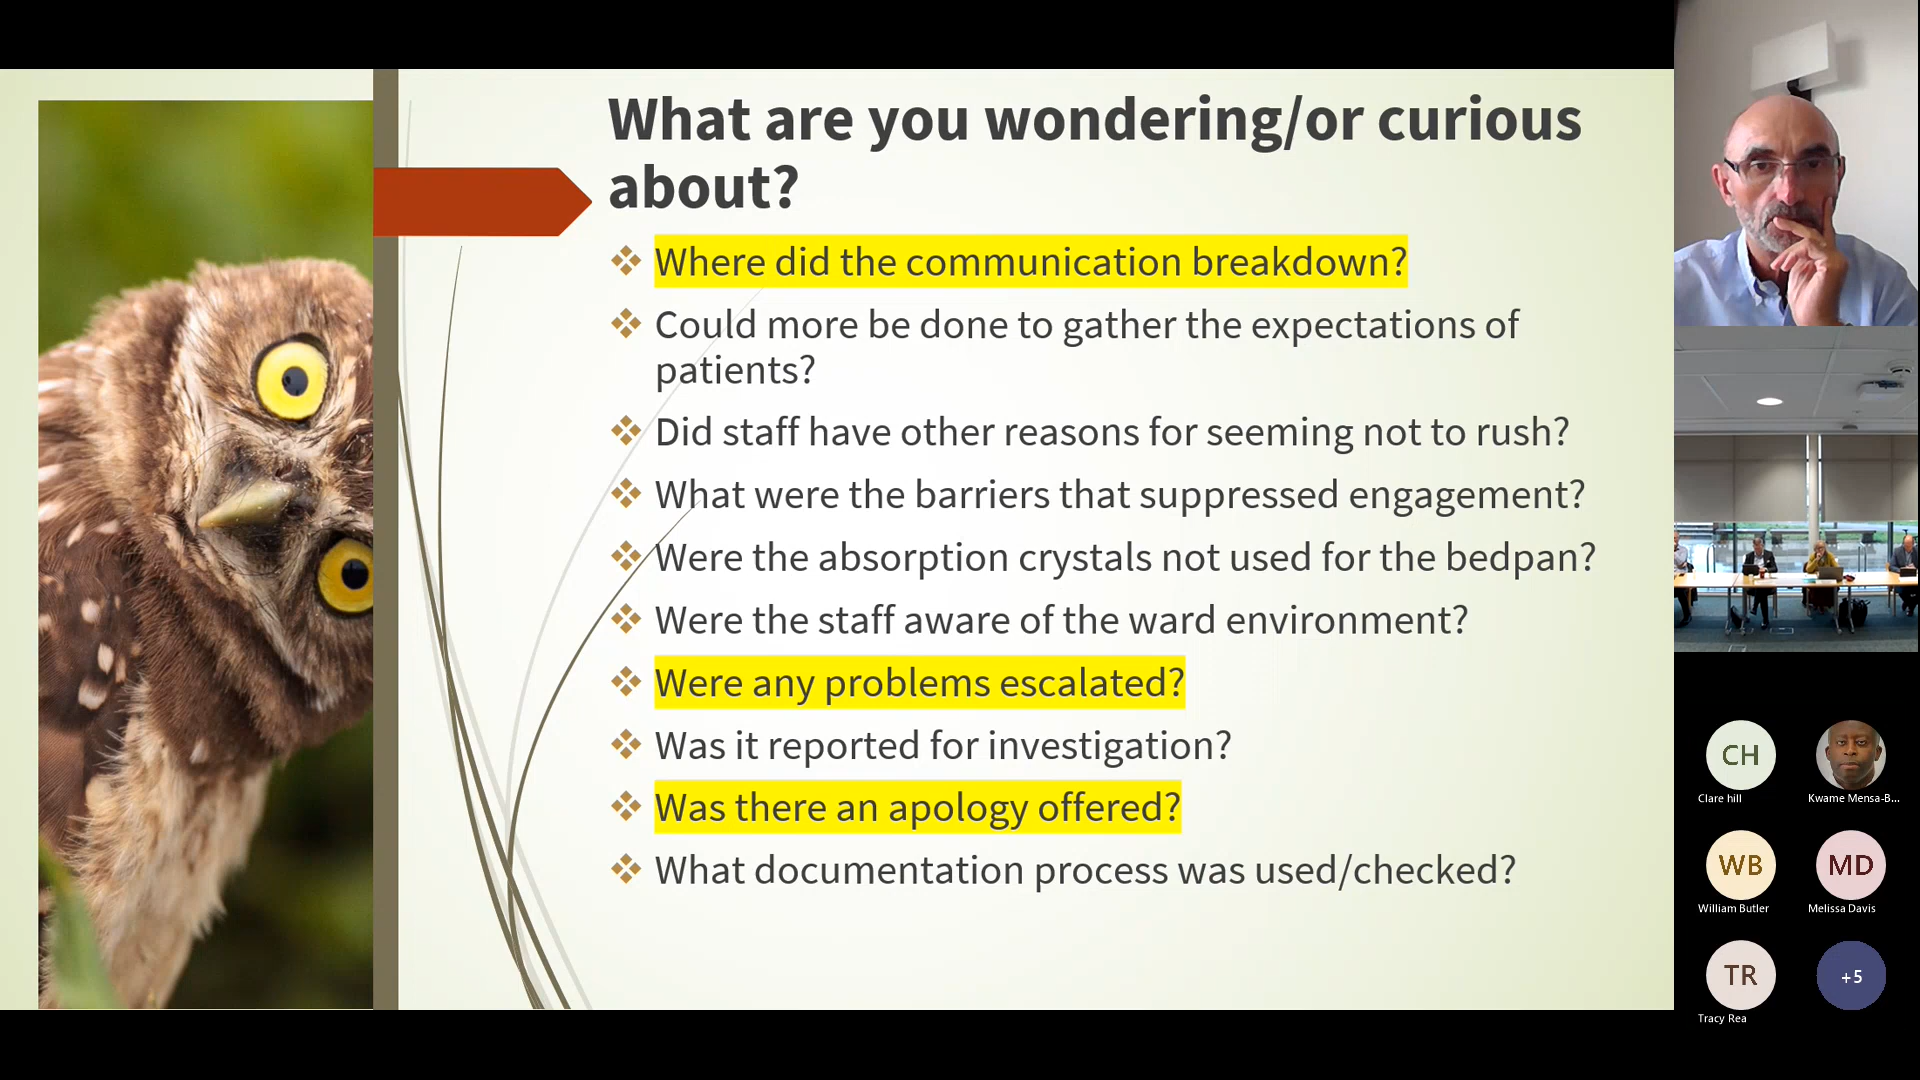 What are you wondering/or curious
about?
Where did the communication breakdown?
Could more be done to gather the expectations of
patients?
Did staff have other reasons for seeming not to rush?
What were the barriers that suppressed engagement?
Were the absorption crystals not used for the bedpan?
Were the staff aware of the ward environment?
Were any problems escalated?
Was it reported for investigation?
Was there an apology offered?
What documentation process was used/checked?
CH
Clare hill
Kwame Mensa-B...
WB
William Butler
MD
Melissa Davis
TR
Tracy Rea
+5